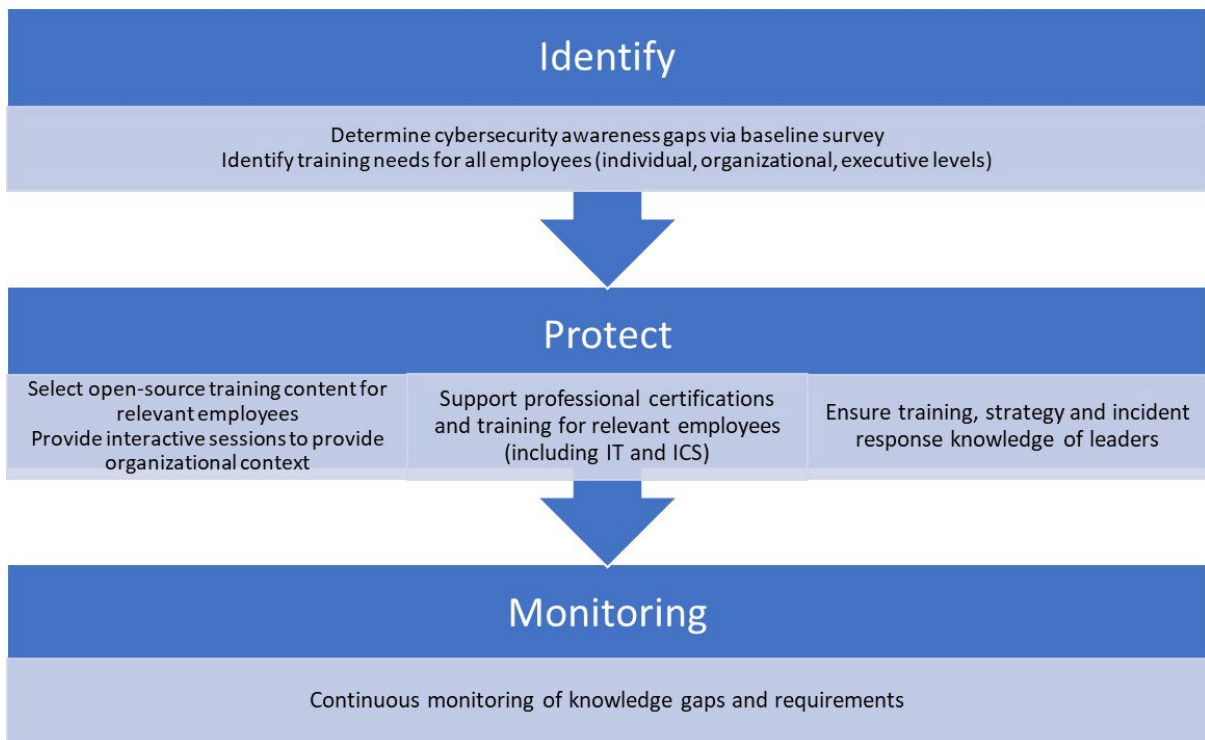 Identify
Determine cybersecurity awareness gaps via baseline survey
Identify training needs for all employees (individual, organizational, executive levels)
Protect
Select open-source training content for
relevant employees
Provide interactive sessions to provide
organizational context
Support professional certifications
and training for relevant employees
(including IT and ICS)
Ensure training, strategy and incident
response knowledge of leaders
Monitoring
Continuous monitoring of knowledge gaps and requirements